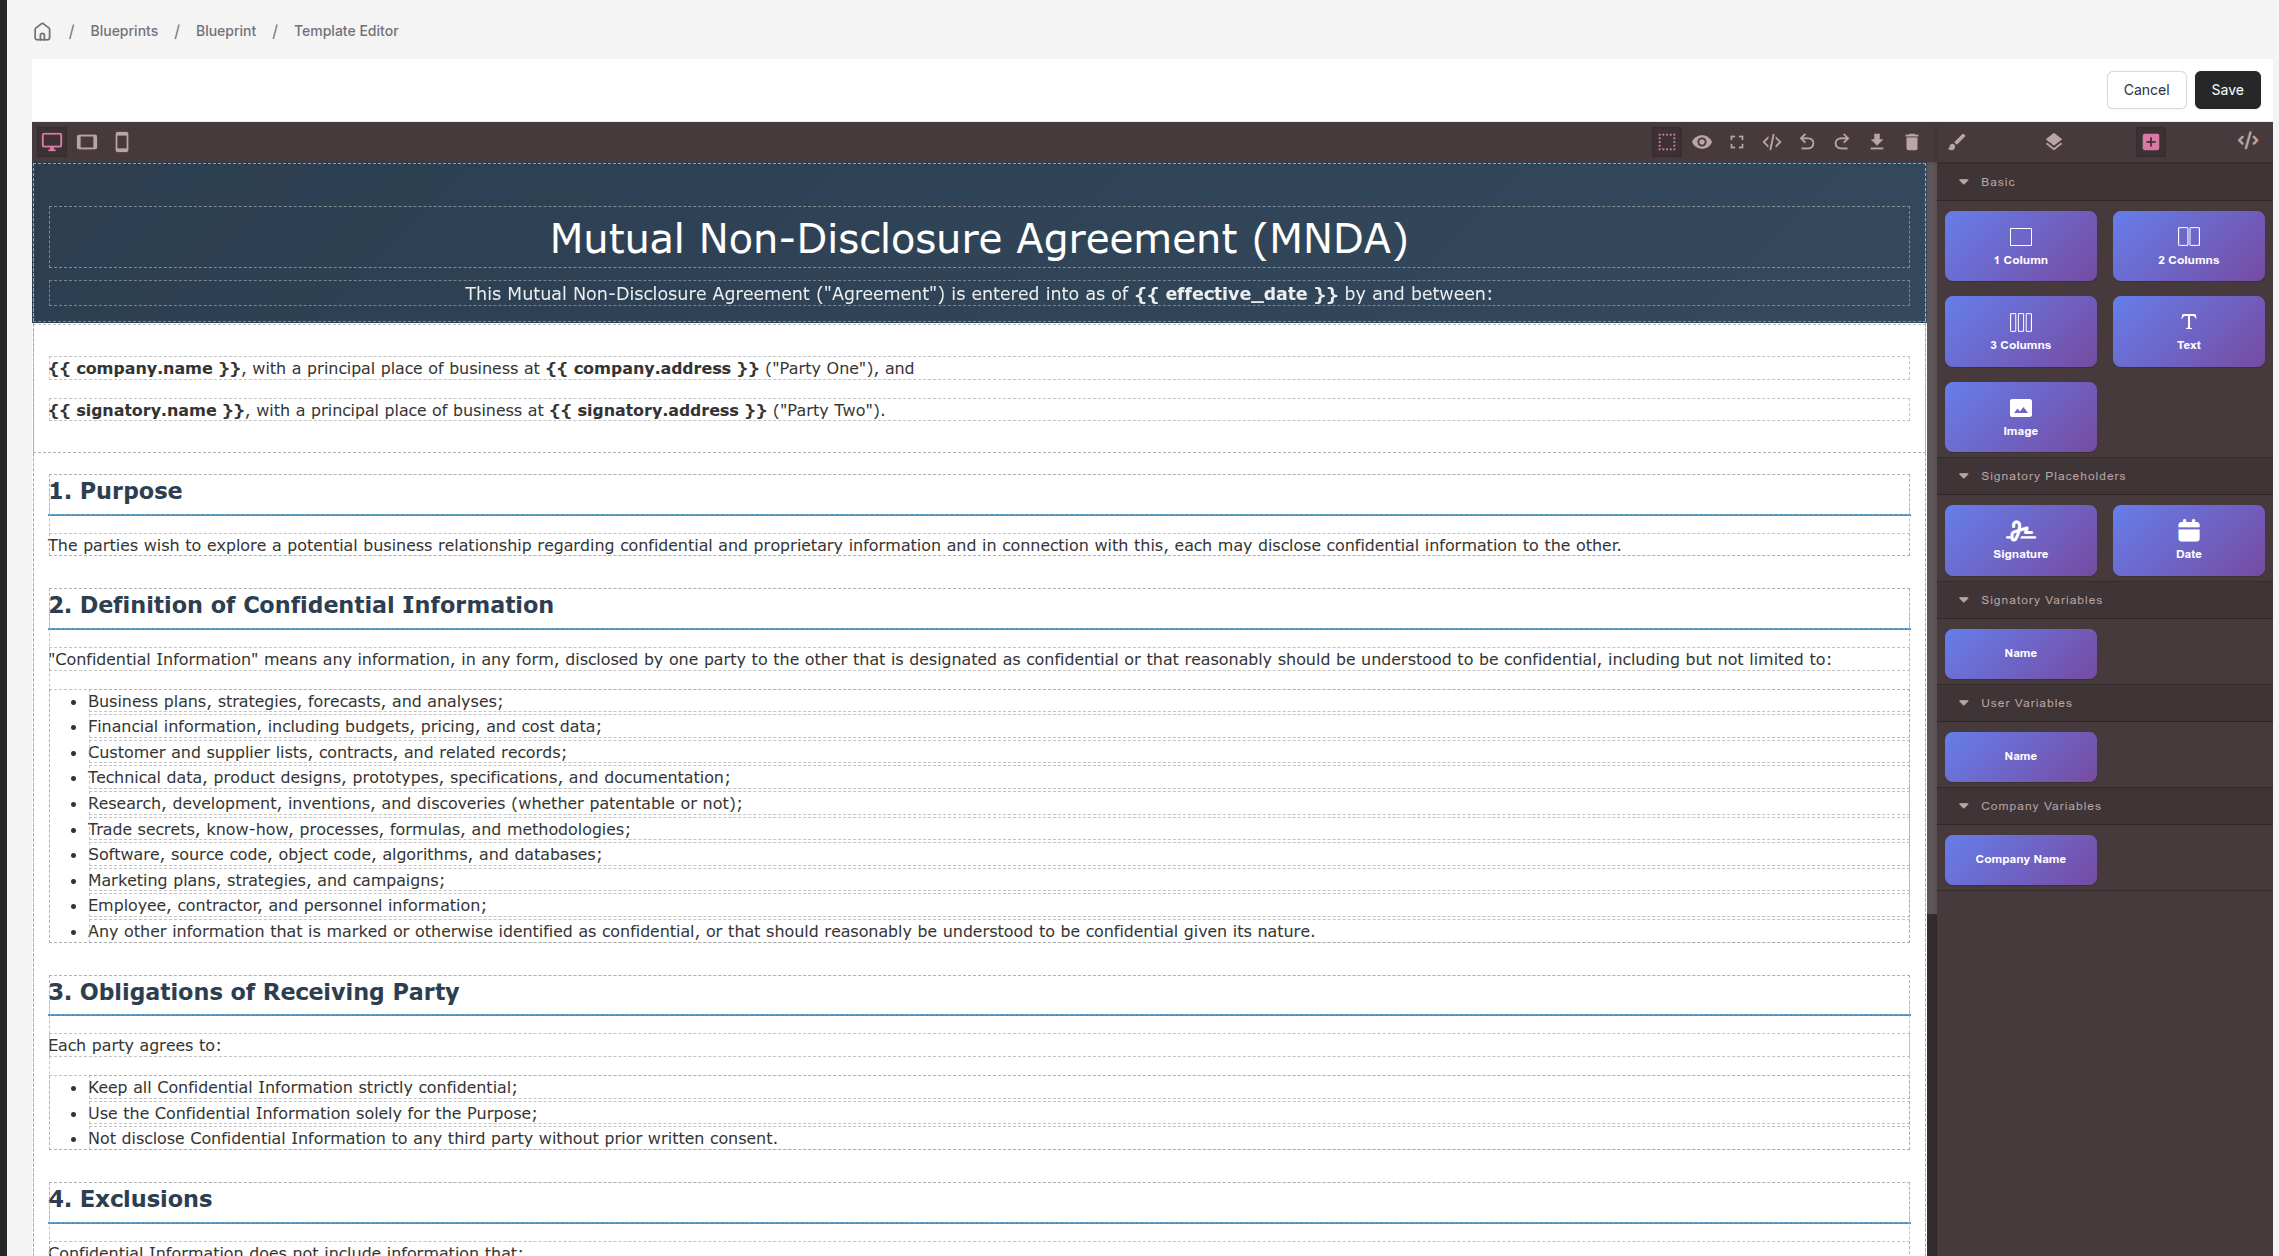 / Blueprints / Blueprint / Template Editor
Cancel
Save
Mutual Non-Disclosure Agreement (MNDA)
This Mutual Non-Disclosure Agreement ("Agreement") is entered into as of {{ effective_date }} by and between:
{{ company.name }}, with a principal place of business at {{ company.address }} ("Party One"), and
{{ signatory.name }}, with a principal place of business at {{ signatory.address }} ("Party Two").
1. Purpose
The parties wish to explore a potential business relationship regarding confidential and proprietary information and in connection with this, each may disclose confidential information to the other.
2. Definition of Confidential Information
"Confidential Information" means any information, in any form, disclosed by one party to the other that is designated as confidential or that reasonably should be understood to be confidential, including but not limited to:
• Business plans, strategies, forecasts, and analyses;
• Financial information, including budgets, pricing, and cost data;
• Customer and supplier lists, contracts, and related records;
• Technical data, product designs, prototypes, specifications, and documentation;
• Research, development, inventions, and discoveries (whether patentable or not);
• Trade secrets, know-how, processes, formulas, and methodologies;
• Software, source code, object code, algorithms, and databases;
• Marketing plans, strategies, and campaigns;
• Employee, contractor, and personnel information;
• Any other information that is marked or otherwise identified as confidential, or that should reasonably be understood to be confidential given its nature.
3. Obligations of Receiving Party
Each party agrees to:
• Keep all Confidential Information strictly confidential;
• Use the Confidential Information solely for the Purpose;
• Not disclose Confidential Information to any third party without prior written consent.
4. Exclusions
Confidential Information does not include information that:
Basic
1 Column
2 Columns
3 Columns
Text
Image
Signatory Placeholders
Signature
Date
Signatory Variables
Name
User Variables
Name
Company Variables
Company Name